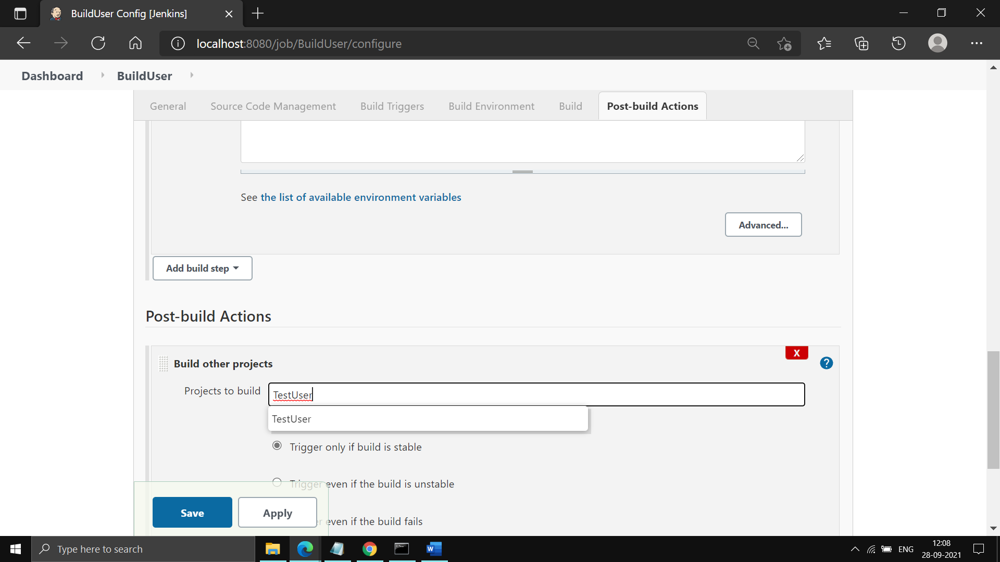 BuildUser Config [Jenkins]
localhost:8080/job/BuildUser/configure
Dashboard BuildUser
General Source Code Management Build Triggers Build Environment Build Post-build Actions
See the list of available environment variables
Advanced...
Add build step
Post-build Actions
X
Build other projects ?
Projects to build TestUser
TestUser
Trigger only if build is stable
Trigger even if the build is unstable
Save Apply er even if the build fails
Type here to search ENG 12:08
28-09-2021